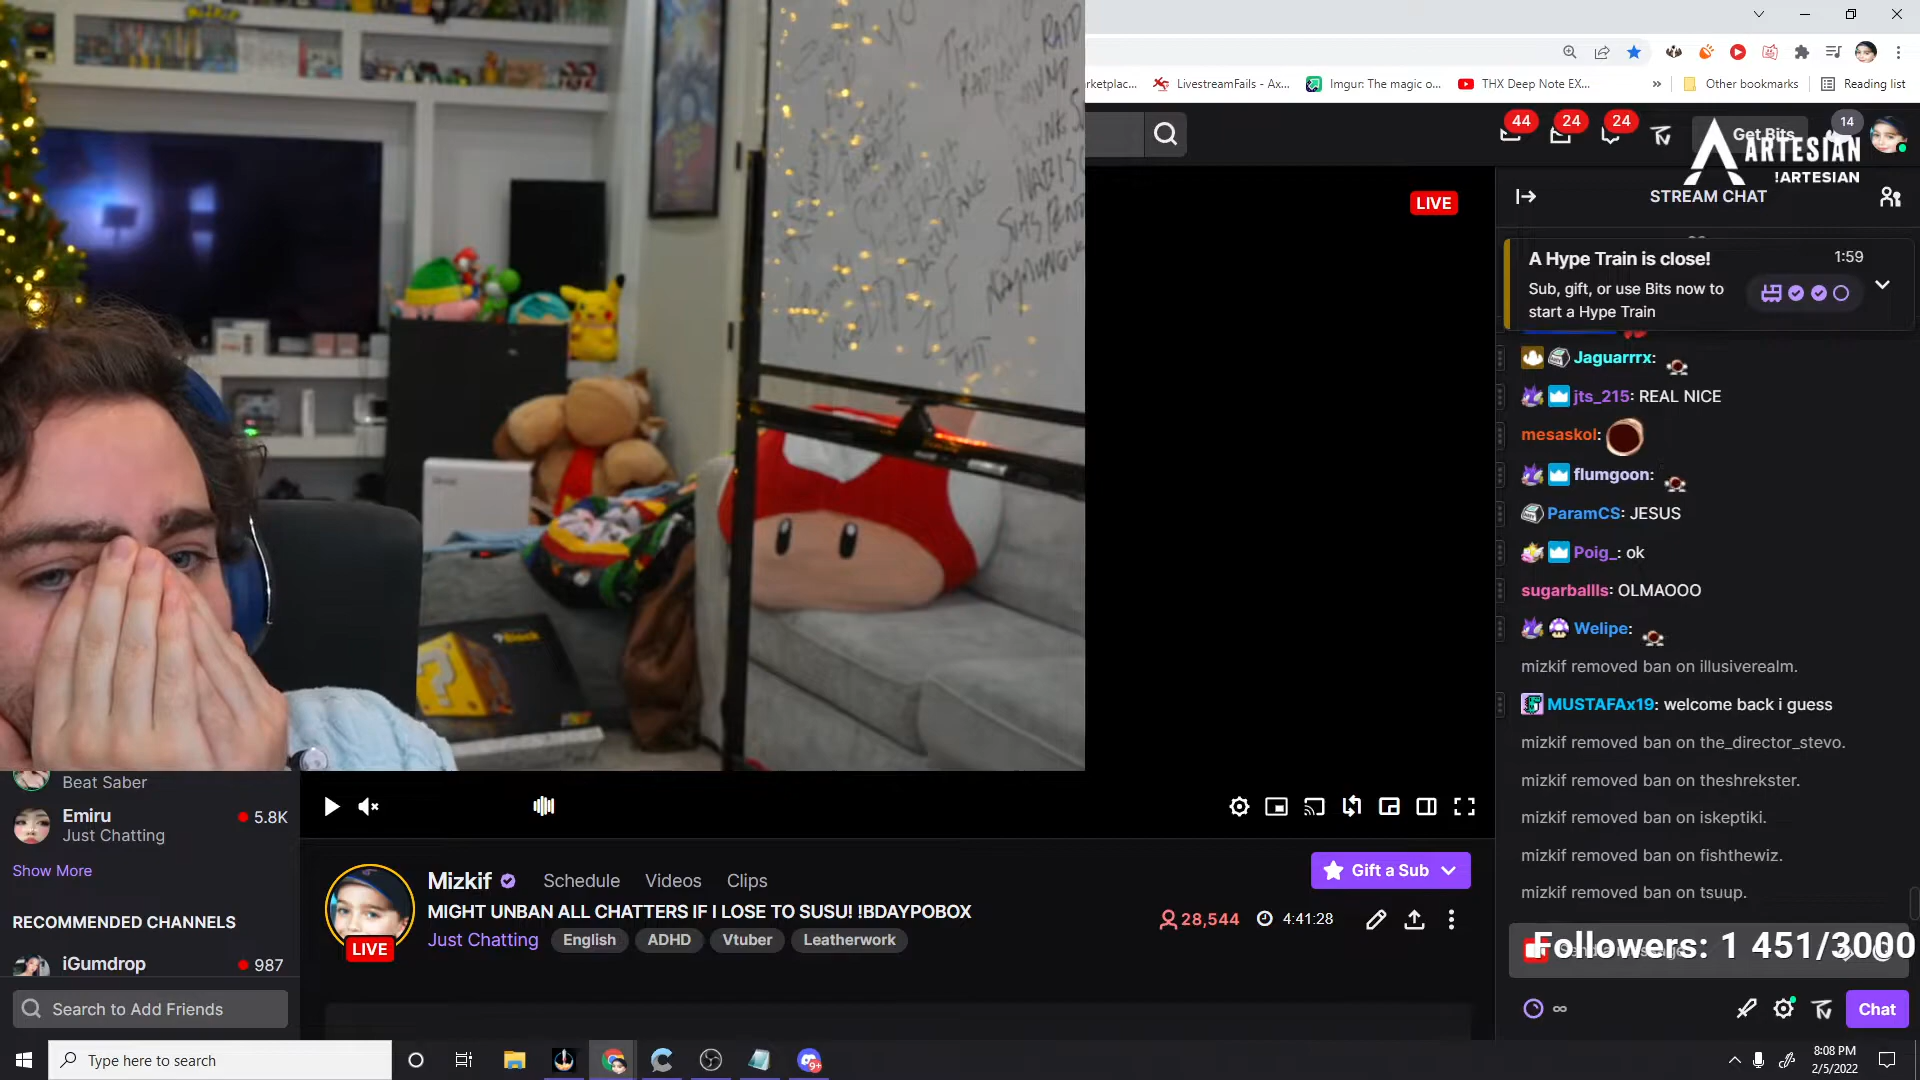 rketplac...
LivestreamFails - Ax...
Imgur: The magic o...
THX Deep Note EX...
»
Other bookmarks
Reading list
44
24
24
Get Bits
14
ARTESIAN
!ARTESIAN
LIVE
STREAM CHAT
A Hype Train is close!
1:59
Sub, gift, or use Bits now to
start a Hype Train
Jaguarrrx:
jts_215: REAL NICE
mesaskol:
flumgoon:
ParamCS: JESUS
Poig_: ok
sugarballls: OLMAOOO
Welipe:
mizkif removed ban on illusiverealm.
MUSTAFAx19: welcome back i guess
mizkif removed ban on the_director_stevo.
mizkif removed ban on theshrekster.
mizkif removed ban on iskeptiki.
mizkif removed ban on fishthewiz.
mizkif removed ban on tsuup.
Followers: 1 451/3000
Chat
Beat Saber
Emiru
5.8K
Just Chatting
Show More
RECOMMENDED CHANNELS
iGumdrop
987
Search to Add Friends
Mizkif
Schedule
Videos
Clips
Gift a Sub
MIGHT UNBAN ALL CHATTERS IF I LOSE TO SUSU! !BDAYPOBOX
28,544
4:41:28
Just Chatting
English
ADHD
Vtuber
Leatherwork
LIVE
Type here to search
9+
8:08 PM
2/5/2022